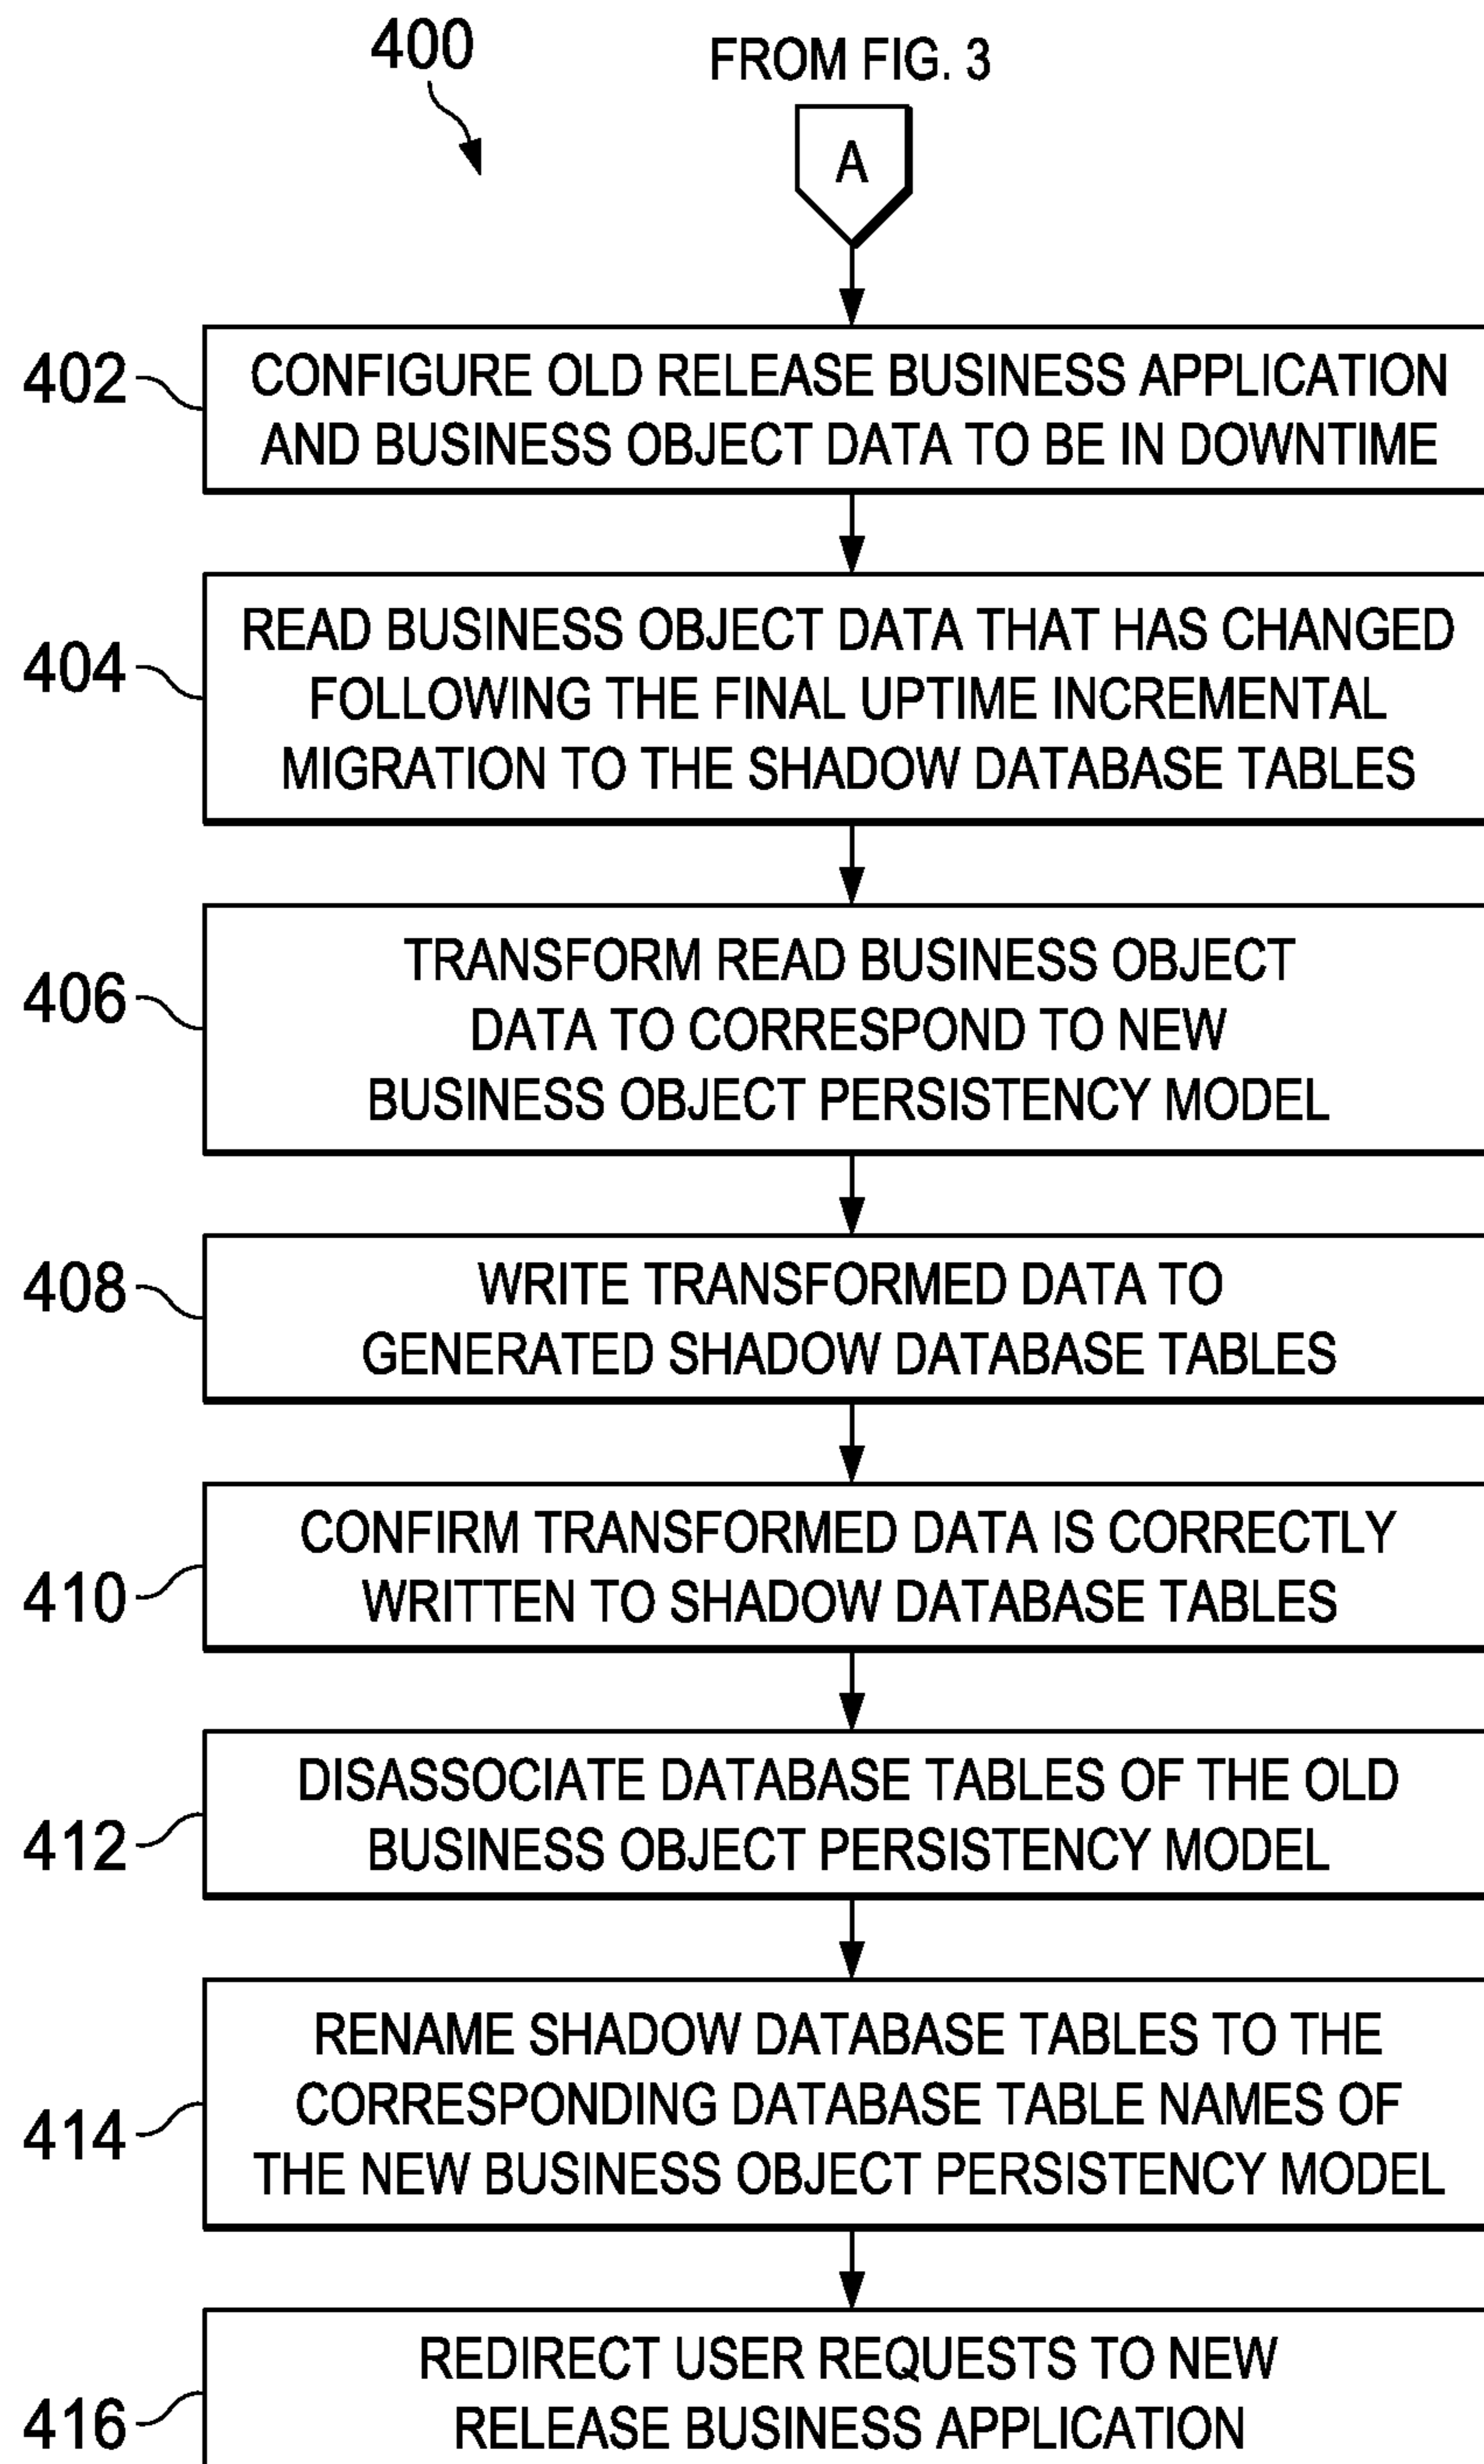 400
FROM FIG. 3
A
402
CONFIGURE OLD RELEASE BUSINESS APPLICATION
AND BUSINESS OBJECT DATA TO BE IN DOWNTIME
404
READ BUSINESS OBJECT DATA THAT HAS CHANGED
FOLLOWING THE FINAL UPTIME INCREMENTAL
MIGRATION TO THE SHADOW DATABASE TABLES
406
TRANSFORM READ BUSINESS OBJECT
DATA TO CORRESPOND TO NEW
BUSINESS OBJECT PERSISTENCY MODEL
408
WRITE TRANSFORMED DATA TO
GENERATED SHADOW DATABASE TABLES
410
CONFIRM TRANSFORMED DATA IS CORRECTLY
WRITTEN TO SHADOW DATABASE TABLES
412
DISASSOCIATE DATABASE TABLES OF THE OLD
BUSINESS OBJECT PERSISTENCY MODEL
414
RENAME SHADOW DATABASE TABLES TO THE
CORRESPONDING DATABASE TABLE NAMES OF
THE NEW BUSINESS OBJECT PERSISTENCY MODEL
416
REDIRECT USER REQUESTS TO NEW
RELEASE BUSINESS APPLICATION